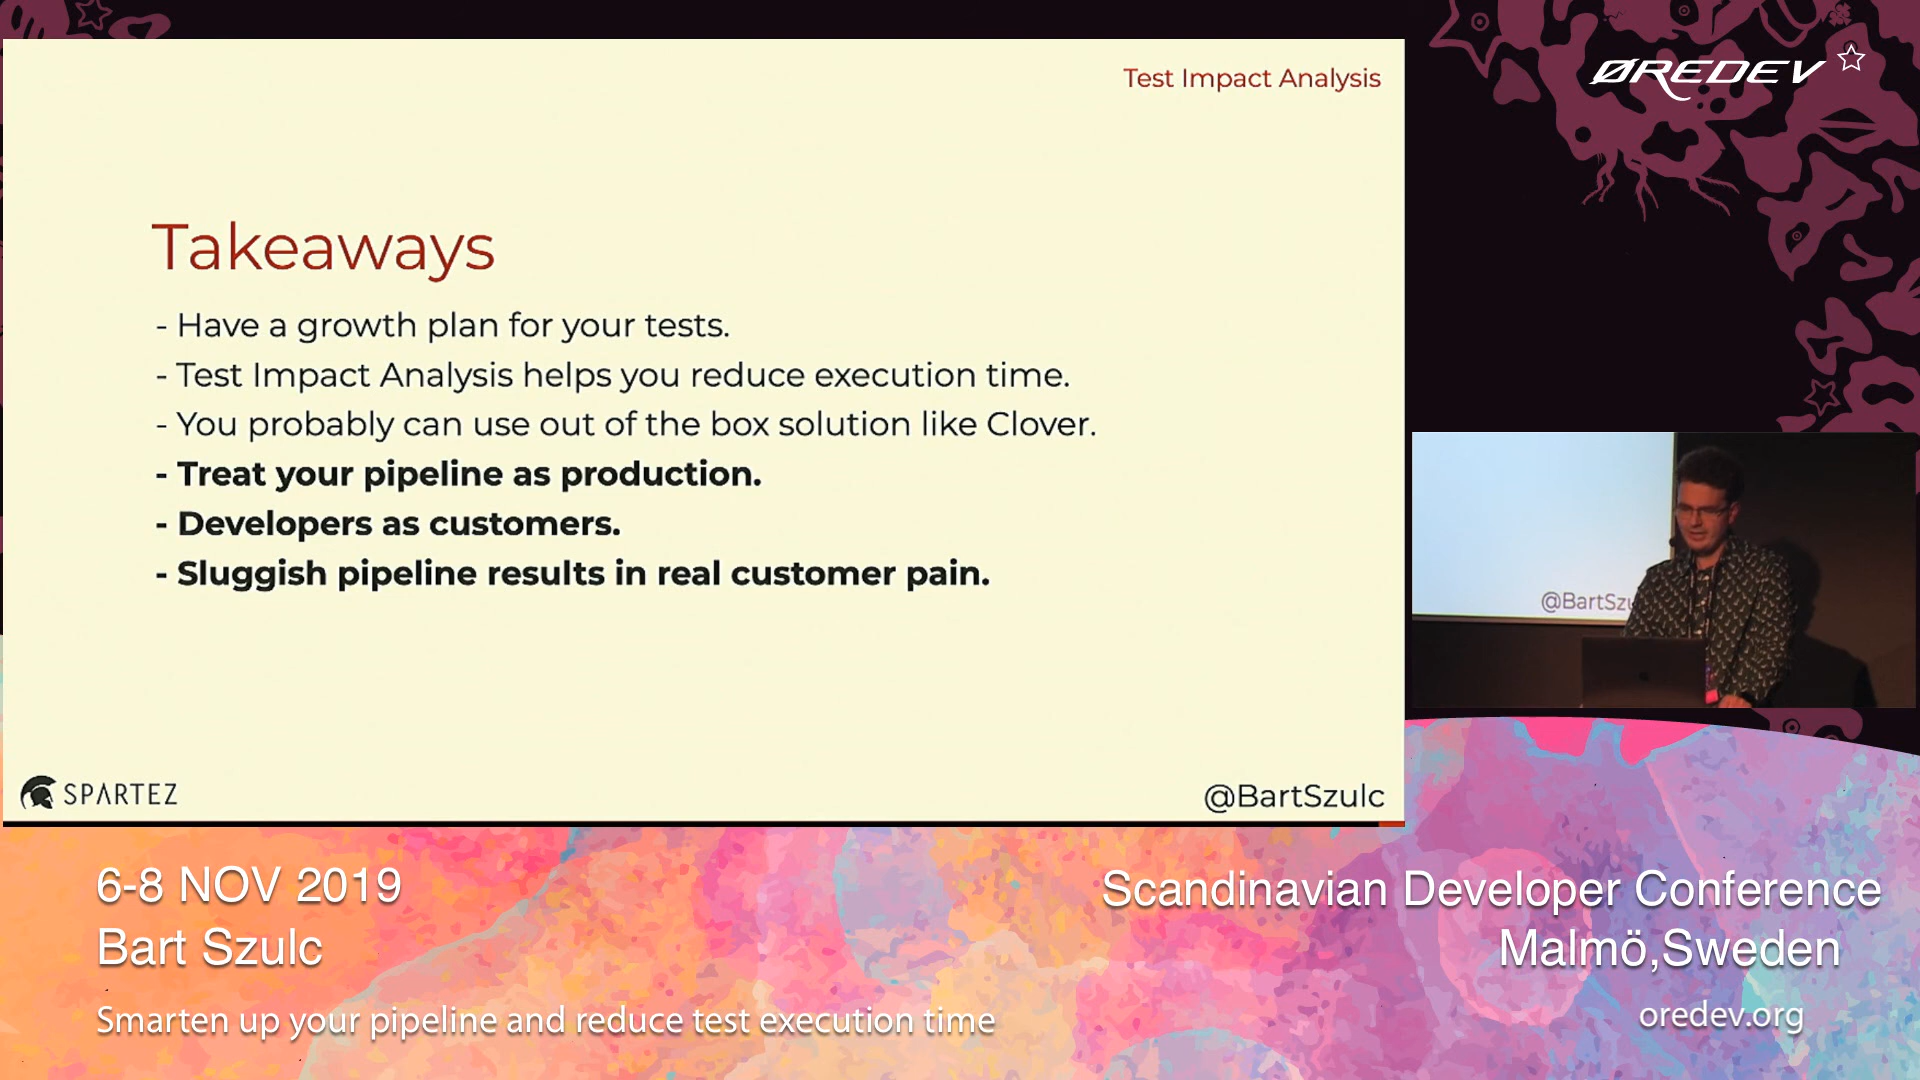 Test Impact Analysis
ØREDEV
Takeaways
- Have a growth plan for your tests.
- Test Impact Analysis helps you reduce execution time.
- You probably can use out of the box solution like Clover.
- Treat your pipeline as production.
- Developers as customers.
- Sluggish pipeline results in real customer pain.
@BartSzu
SPARTEZ
@BartSzulc
6-8 NOV 2019
Bart Szulc
Smarten up your pipeline and reduce test execution time
Scandinavian Developer Conference
Malmö,Sweden
oredev.org